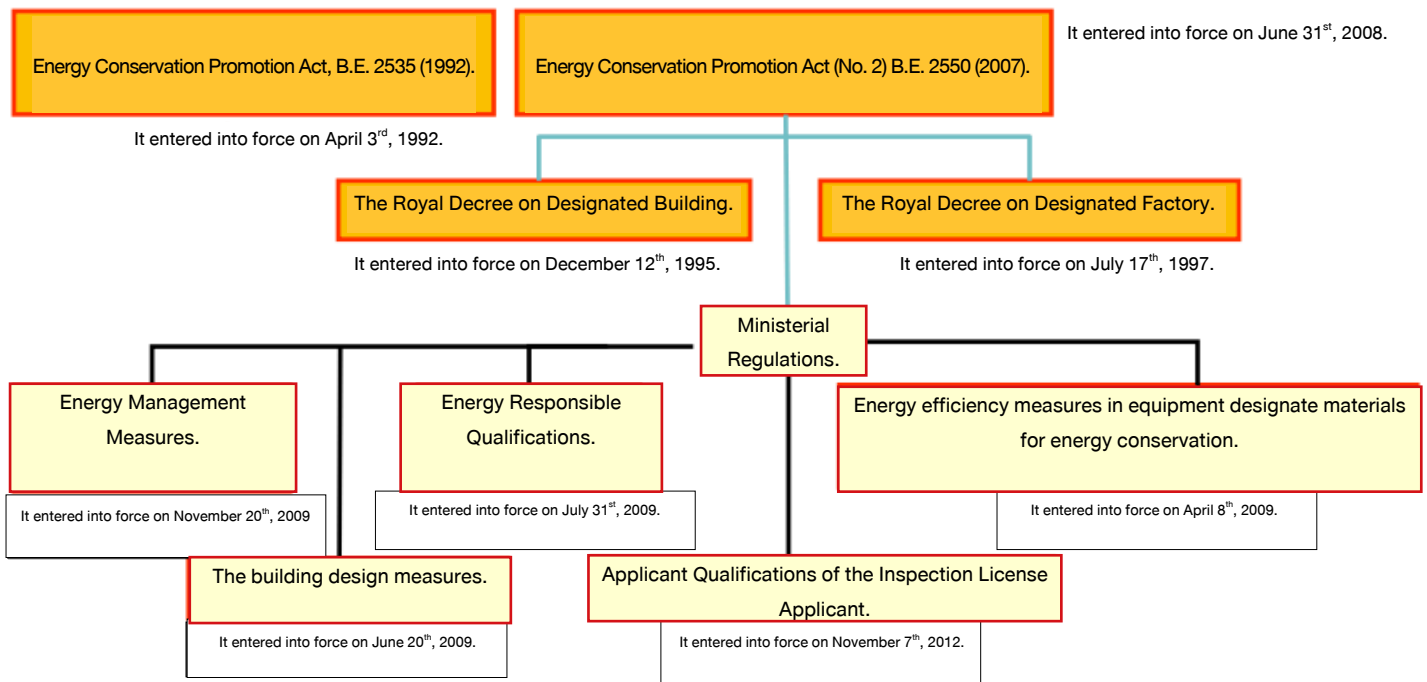 It entered into force on June 31st, 2008.
Energy Conservation Promotion Act, B.E. 2535 (1992).
Energy Conservation Promotion Act (No. 2) B.E. 2550 (2007).
It entered into force on April 3rd, 1992.
The Royal Decree on Designated Building.
The Royal Decree on Designated Factory.
It entered into force on December 12th, 1995.
It entered into force on July 17th, 1997.
Ministerial
Regulations.
Energy Management
Measures.
Energy Responsible
Qualifications.
Energy efficiency measures in equipment designate materials
for energy conservation.
It entered into force on November 20th, 2009
It entered into force on July 31st, 2009.
It entered into force on April 8th, 2009.
The building design measures.
Applicant Qualifications of the Inspection License
Applicant.
It entered into force on June 20th, 2009.
It entered into force on November 7th, 2012.